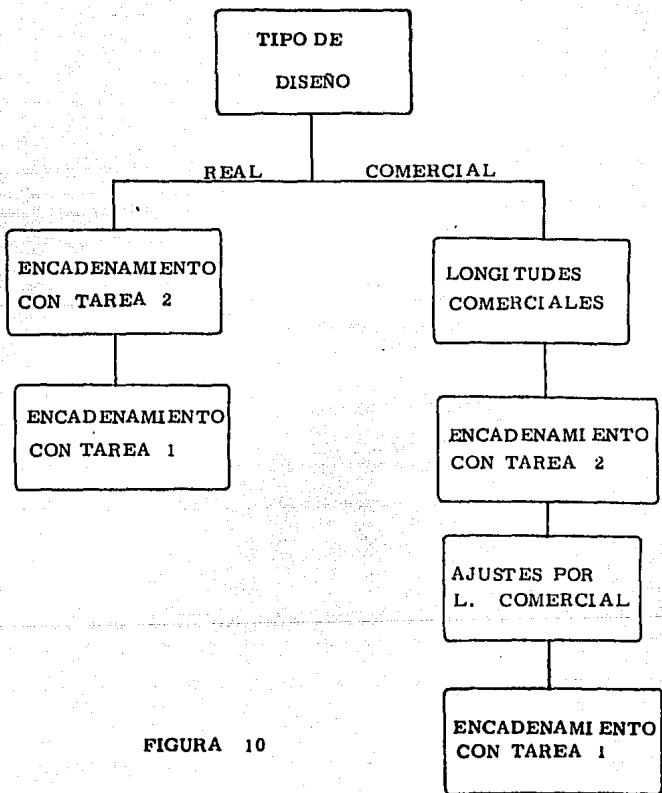 TIPO DE
DISEÑO
REAL
COMERCIAL
ENCADENAMIENTO
CON TAREA 2
ENCADENAMIENTO
CON TAREA 1
LONGITUDES
COMERCIALES
ENCADENAMIENTO
CON TAREA 2
AJUSTES POR
L. COMERCIAL
ENCADENAMIENTO
CON TAREA 1
FIGURA 10